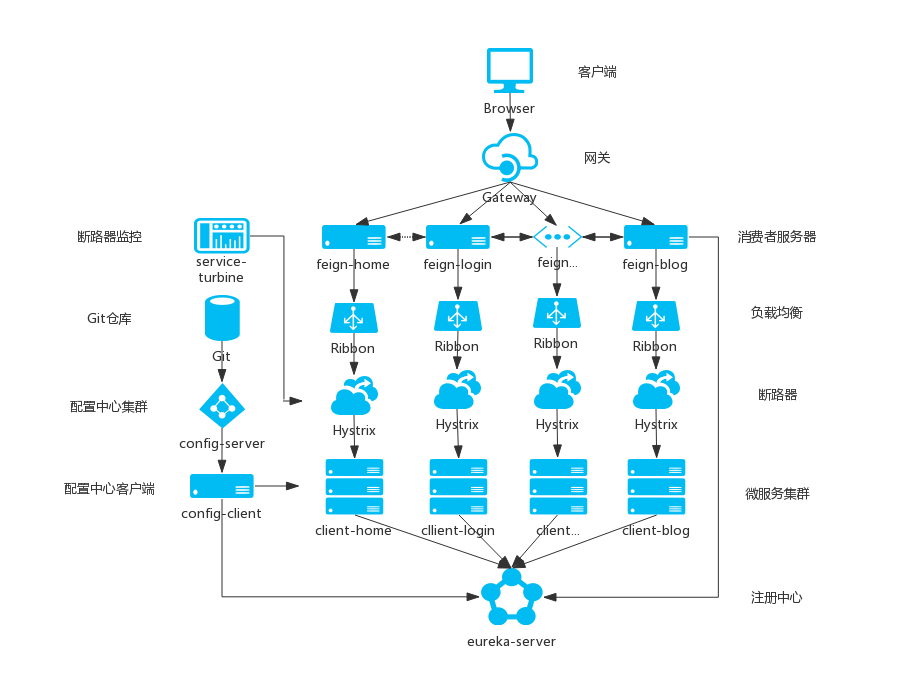 客户端
Browser
网关
Gateway
断路器监控
消费者服务器
service-
turbine
feign-home
feign-login
feign...
feign-blog
Git仓库
负载均衡
Git
Ribbon
Ribbon
Ribbon
Ribbon
配置中心集群
断路器
config-server
Hystrix
Hystrix
Hystrix
Hystrix
配置中心客户端
微服务集群
config-client
client-home
cllient-login
client...
client-blog
注册中心
eureka-server